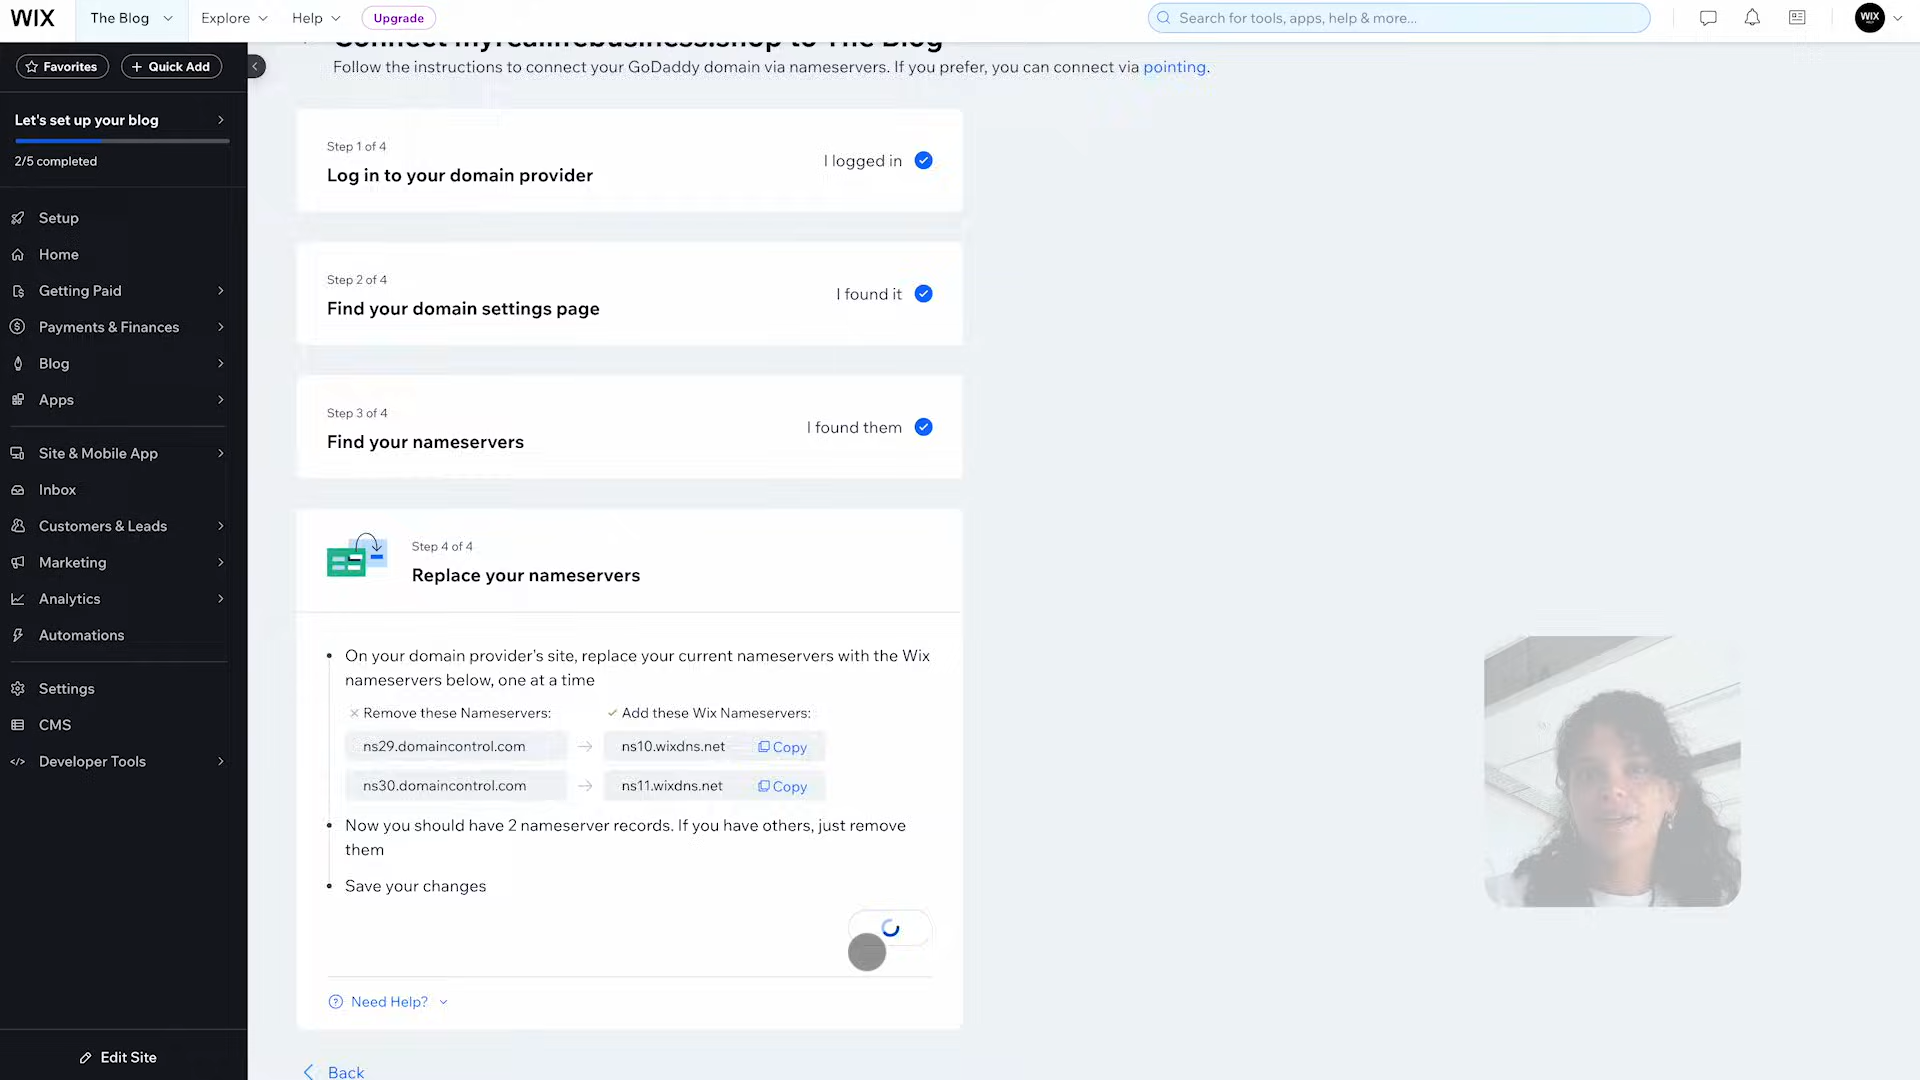 WIX
The Blog
Explore
Help
Upgrade
Search for tools, apps, help & more...
WIX
Favorites
Quick Add
Let's set up your blog
2/5 completed
Setup
Home
Getting Paid
Payments & Finances
Blog
Apps
Site & Mobile App
Inbox
Customers & Leads
Marketing
Analytics
Automations
Settings
CMS
Developer Tools
Edit Site
Connect myreallifebusiness.shop to The Blog
Follow the instructions to connect your GoDaddy domain via nameservers. If you prefer, you can connect via pointing.
Step 1 of 4
Log in to your domain provider
I logged in
Step 2 of 4
Find your domain settings page
I found it
Step 3 of 4
Find your nameservers
I found them
Step 4 of 4
Replace your nameservers
• On your domain provider's site, replace your current nameservers with the Wix
nameservers below, one at a time
Remove these Nameservers:
Add these Wix Nameservers:
ns29.domaincontrol.com
ns10.wixdns.net
Copy
ns30.domaincontrol.com
ns11.wixdns.net
Copy
• Now you should have 2 nameserver records. If you have others, just remove
them
• Save your changes
Need Help?
Back